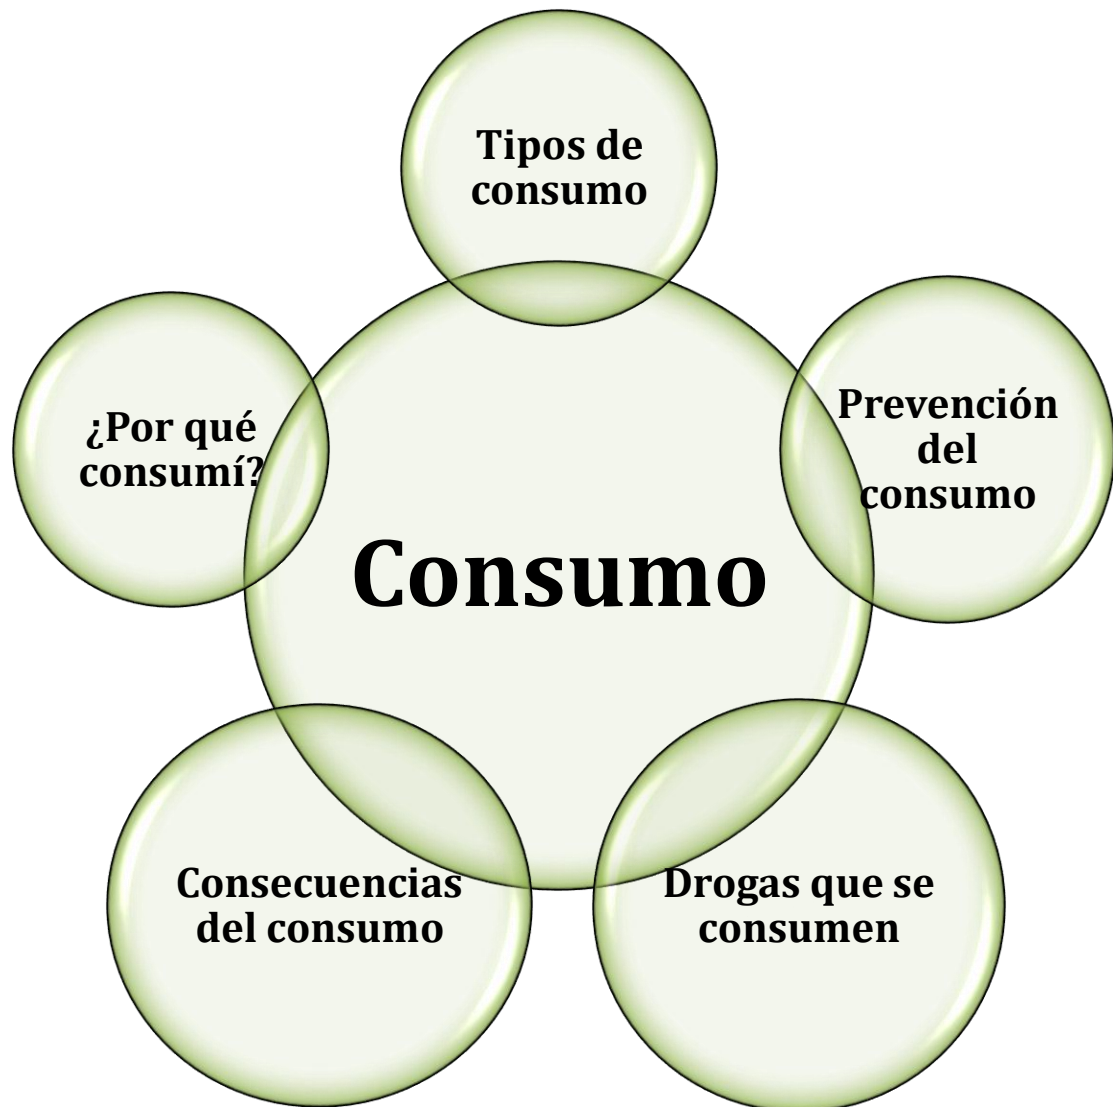 Tipos de
consumo
¿Por qué
consumí?
Prevención
del
consumo
Consumo
Consecuencias
del consumo
Drogas que se
consumen